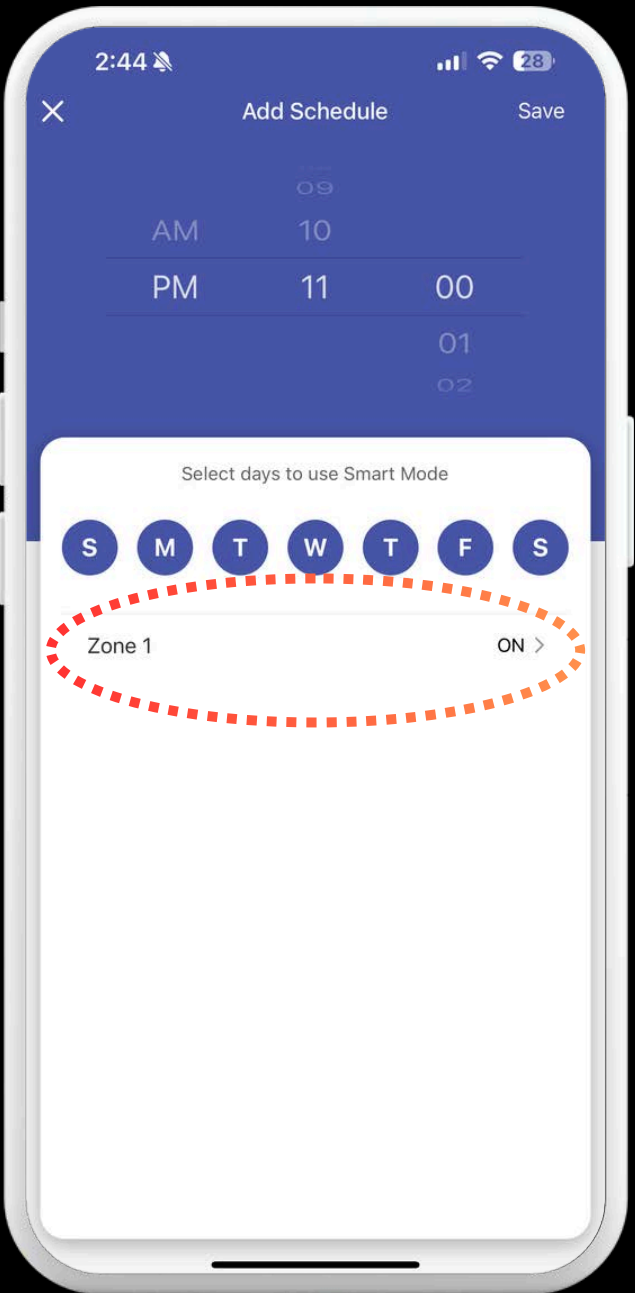 2:44 28
Add Schedule Save
09
AM 10
PM 11 00
01
02
Select days to use Smart Mode
S M T W T F S
Zone 1 ON